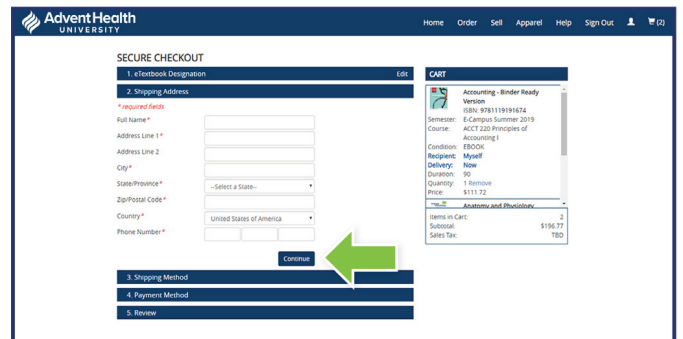 AdventHealth
UNIVERSITY
Home Order Sell Apparel Help Sign Out (2)
SECURE CHECKOUT
1. eTextbook Designation Edit
2. Shipping Address
* required fields
Full Name *
Address Line 1 *
Address Line 2
City *
State/Province * --Select a State--
Zip/Postal Code *
Country * United States of America
Phone Number *
Continue
3. Shipping Method
4. Payment Method
5. Review
CART
Accounting - Binder Ready
Version
ISBN: 9781119191674
Semester: E-Campus Summer 2019
Course: ACCT 220 Principles of
Accounting I
Condition: EBOOK
Recipient: Myself
Delivery: Now
Duration: 90
Quantity: 1 Remove
Price: $111.72
Anatomy and Physiology
Items in Cart: 2
Subtotal: $196.77
Sales Tax: TBD